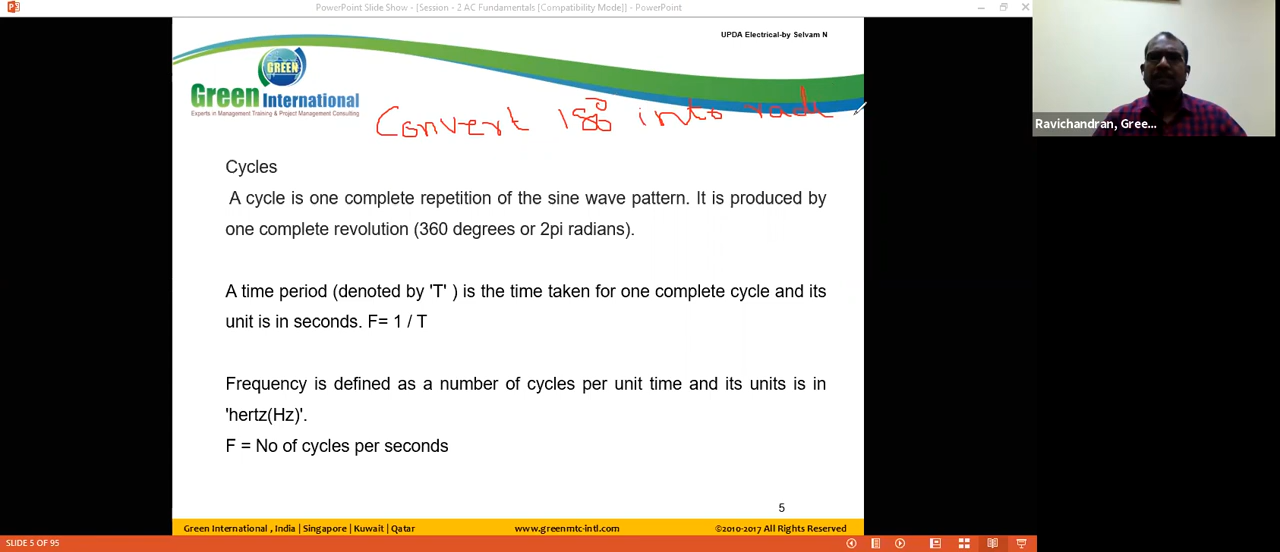 PowerPoint Slide Show - [Session - 2 AC Fundamentals [Compatibility Mode]] - PowerPoint
UPDA Electrical-by Selvam N
GREEN
Green International
Experts in Management Training & Project Management Consulting
Convert 180° into radi
Ravichandran, Gree...
Cycles
A cycle is one complete repetition of the sine wave pattern. It is produced by
one complete revolution (360 degrees or 2pi radians).
A time period (denoted by 'T' ) is the time taken for one complete cycle and its
unit is in seconds. F= 1 / T
Frequency is defined as a number of cycles per unit time and its units is in
'hertz(Hz)'.
F = No of cycles per seconds
5
Green International , India | Singapore | Kuwait | Qatar www.greenmtc-intl.com ©2010-2017 All Rights Reserved
SLIDE 5 OF 95